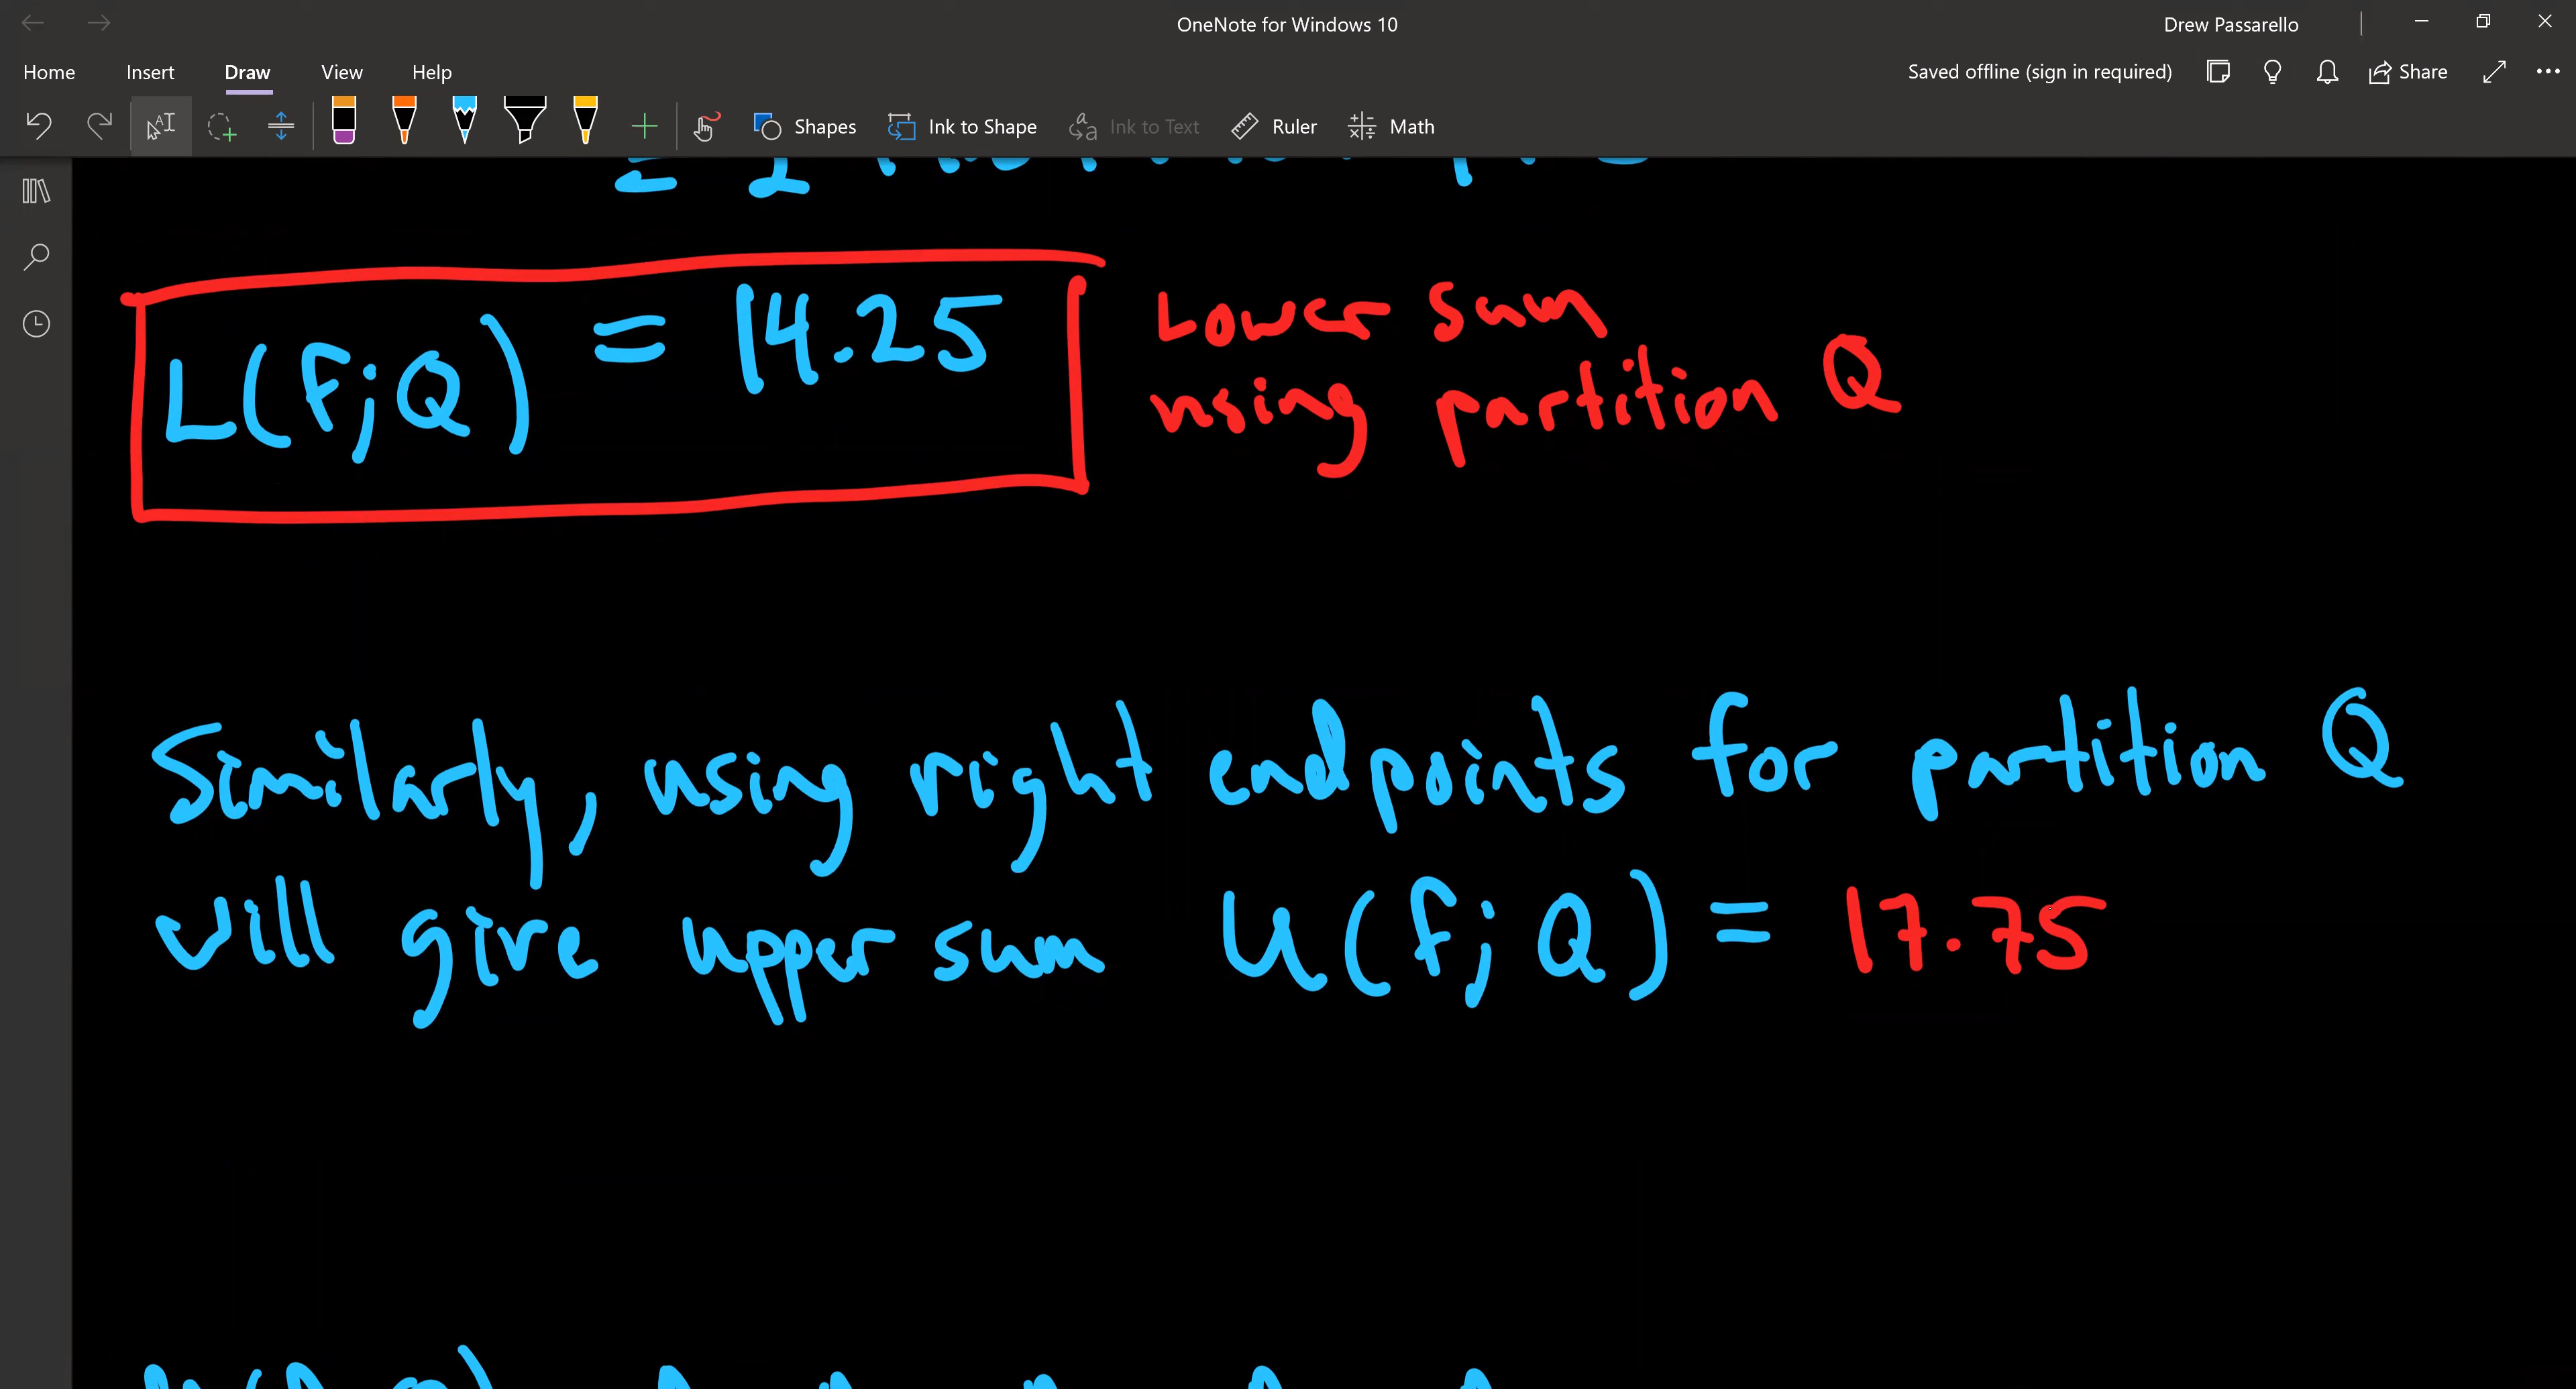 OneNote for Windows 10
Drew Passarello
Home Insert Draw View Help
Saved offline (sign in required) Share
Shapes Ink to Shape Ink to Text Ruler Math
L(f;Q) = 14.25
Lower sum
using partition Q
Similarly, using right endpoints for partition Q
will give upper sum U(f;Q) = 17.75